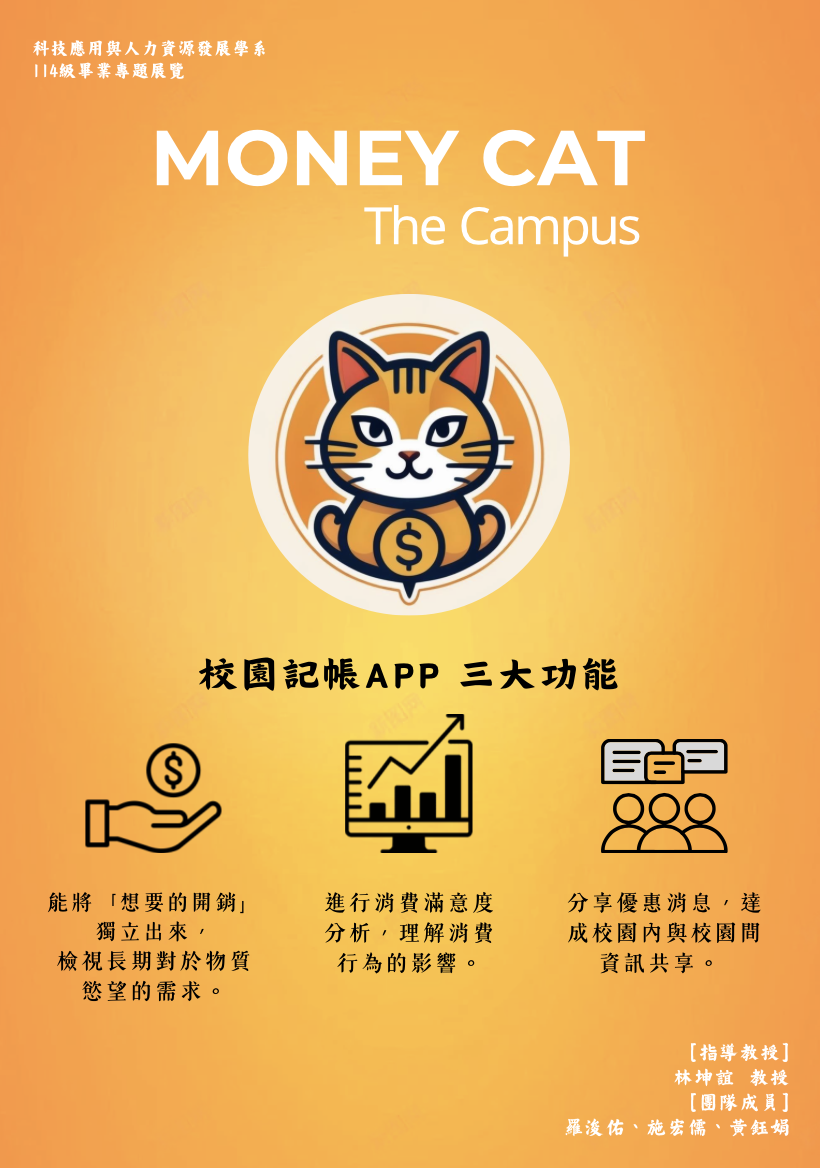 科技應用與人力資源發展學系
114級畢業專題展覽
MONEY CAT
The Campus
$
校園記帳APP 三大功能
$
能將「想要的開銷」
獨立出來，
檢視長期對於物質
慾望的需求。
進行消費滿意度
分析，理解消費
行為的影響。
分享優惠消息，達
成校園內與校園間
資訊共享。
[指導教授]
林坤誼 教授
[團隊成員]
羅浚佑、施宏儒、黃鈺娟